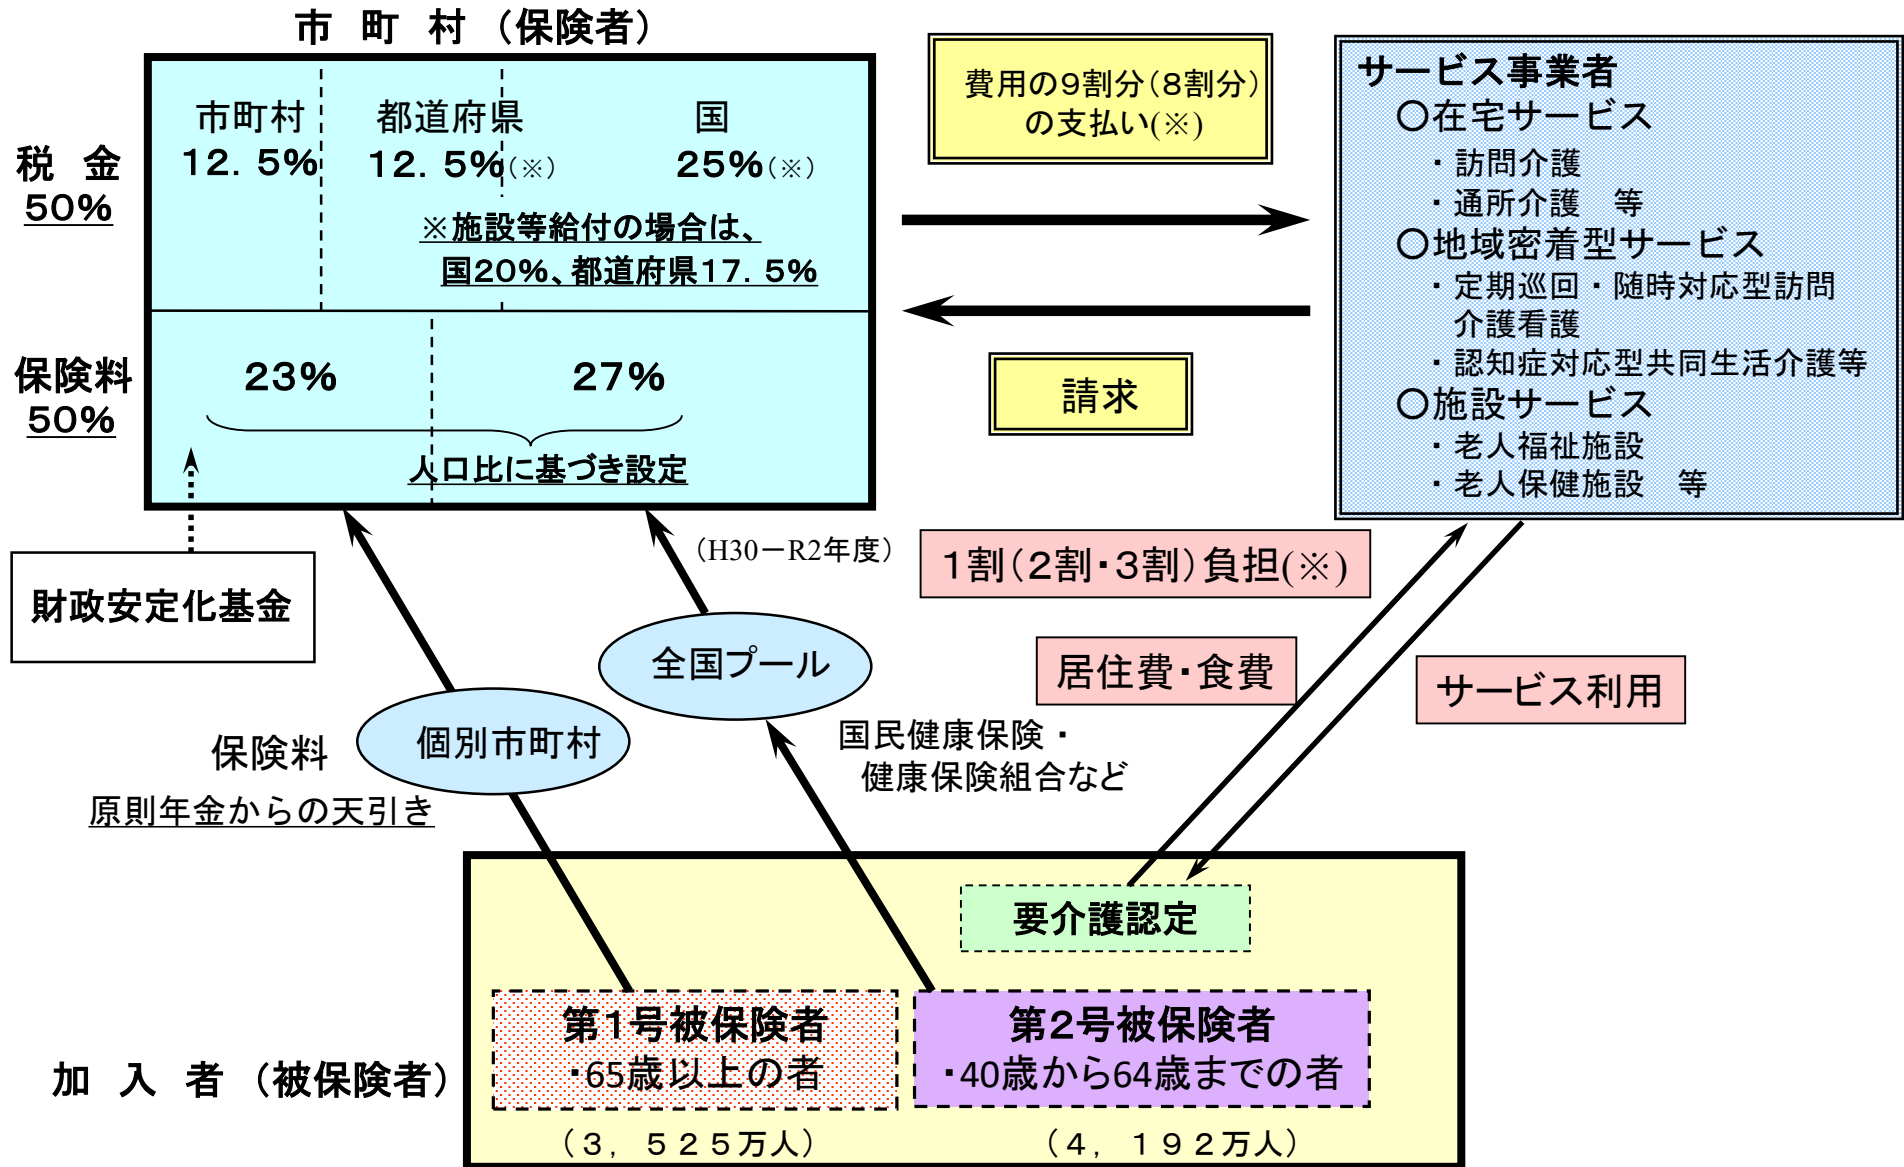 市 町 村 （保険者）
税 金
50%
市町村
12．5%
都道府県
12．5%(※)
国
25%(※)
※施設等給付の場合は、
国20%、都道府県17．5%
保険料
50%
23%
27%
人口比に基づき設定
財政安定化基金
費用の9割分（8割分）
の支払い(※)
請求
サービス事業者
○在宅サービス
・訪問介護
・通所介護　等
○地域密着型サービス
・定期巡回・随時対応型訪問
介護看護
・認知症対応型共同生活介護等
○施設サービス
・老人福祉施設
・老人保健施設　等
（H30－R2年度）
1割（2割・3割）負担(※)
居住費・食費
サービス利用
全国プール
個別市町村
国民健康保険・
健康保険組合など
保険料
原則年金からの天引き
要介護認定
加 入 者 （被保険者）
第1号被保険者
・65歳以上の者
（3，525万人）
第2号被保険者
・40歳から64歳までの者
（4，192万人）